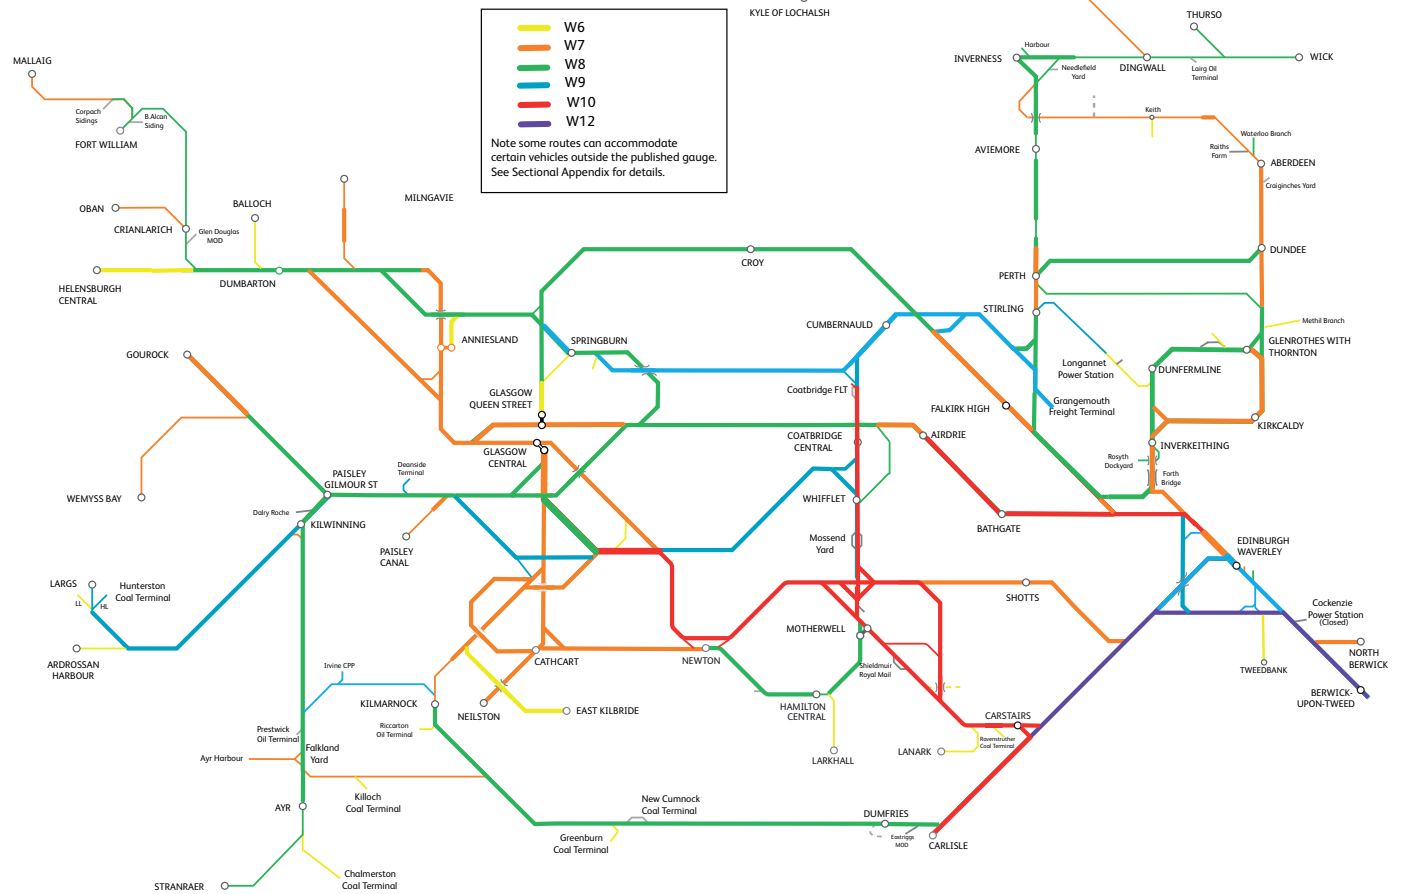 KYLE OF LOCHALSH
THURSO
W6
W7
W8
W9
W10
W12
Note some routes can accommodate
certain vehicles outside the published gauge.
See Sectional Appendix for details.
Harbour
INVERNESS
Needlefield
Yard
DINGWALL
Lairg Oil
Terminal
WICK
MALLAIG
Corpach
Sidings
B.Alcan
Siding
FORT WILLIAM
Keith
Waterloo Branch
Raiths
Farm
ABERDEEN
Craiginches Yard
AVIEMORE
OBAN
BALLOCH
MILNGAVIE
CRIANLARICH
Glen Douglas
MOD
HELENSBURGH
CENTRAL
DUMBARTON
CROY
PERTH
DUNDEE
STIRLING
CUMBERNAULD
Methil Branch
GLENROTHES WITH
THORNTON
ANNIESLAND
SPRINGBURN
GOUROCK
Longannet
Power Station
DUNFERMLINE
GLASGOW
QUEEN STREET
Coatbridge FLT
FALKIRK HIGH
Grangemouth
Freight Terminal
KIRKCALDY
GLASGOW
CENTRAL
COATBRIDGE
CENTRAL
AIRDRIE
INVERKEITHING
Rosyth
Dockyard
Forth
Bridge
WEMYSS BAY
PAISLEY
GILMOUR ST
Deanside
Terminal
WHIFFLET
Dalry Roche
KILWINNING
BATHGATE
PAISLEY
CANAL
Mossend
Yard
EDINBURGH
WAVERLEY
LARGS
Hunterston
Coal Terminal
LL
HL
SHOTTS
Cockenzie
Power Station
(Closed)
MOTHERWELL
ARDROSSAN
HARBOUR
Irvine CPP
CATHCART
NEWTON
Shieldmuir
Royal Mail
TWEEDBANK
NORTH
BERWICK
KILMARNOCK
NEILSTON
EAST KILBRIDE
HAMILTON
CENTRAL
BERWICK-
UPON-TWEED
Prestwick
Oil Terminal
Riccarton
Oil Terminal
CARSTAIRS
Ravenstruther
Coal Terminal
LANARK
LARKHALL
Ayr Harbour
Falkland
Yard
Killoch
Coal Terminal
AYR
New Cumnock
Coal Terminal
DUMFRIES
Greenburn
Coal Terminal
Eastriggs
MOD
CARLISLE
Chalmerston
Coal Terminal
STRANRAER